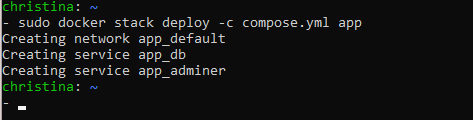 christina: ~
- sudo docker stack deploy -c compose.yml app
Creating network app_default
Creating service app_db
Creating service app_adminer
christina: ~
-